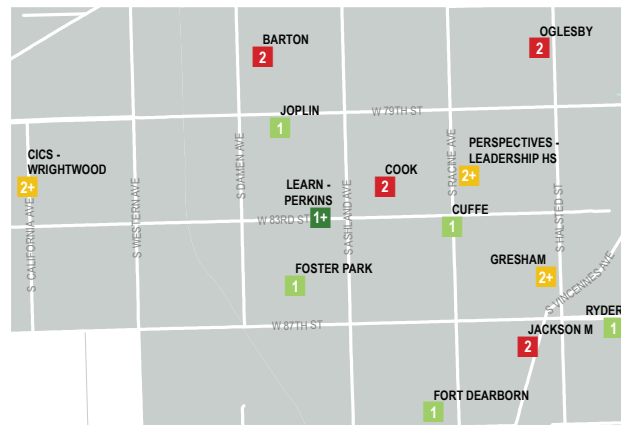 BARTON
2
OGLESBY
2
JOPLIN
1
W 79TH ST
CICS -
WRIGHTWOOD
2+
S CALIFORNIA AVE
S WESTERN AVE
S DAMEN AVE
LEARN -
PERKINS
1+
W 83RD ST
S ASHLAND AVE
COOK
2
S RACINE AVE
PERSPECTIVES -
LEADERSHIP HS
2+
CUFFE
1
S HALSTED ST
FOSTER PARK
1
GRESHAM
2+
S VINCENNES AVE
W 87TH ST
RYDER
1
JACKSON M
2
FORT DEARBORN
1